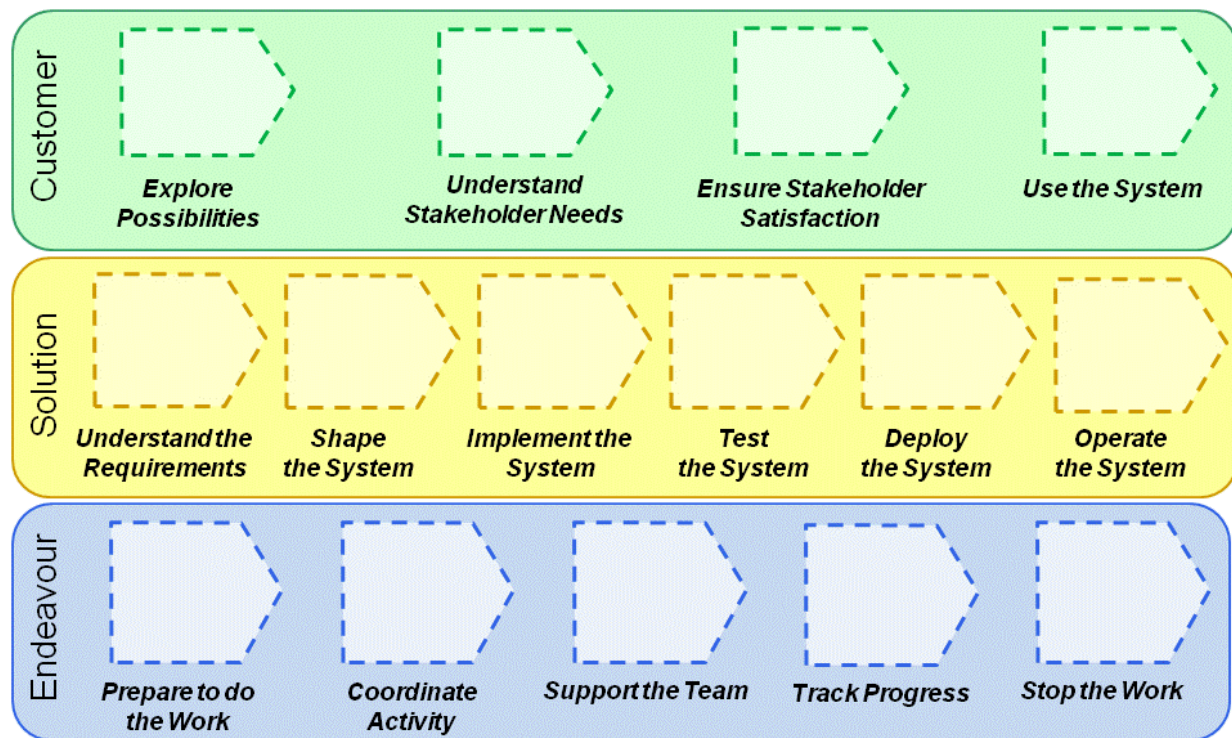 Customer
Explore
Possibilities
Understand
Stakeholder Needs
Ensure Stakeholder
Satisfaction
Use the System
Solution
Understand the
Requirements
Shape
the System
Implement the
System
Test
the System
Deploy
the System
Operate
the System
Endeavour
Prepare to do
the Work
Coordinate
Activity
Support the Team
Track Progress
Stop the Work